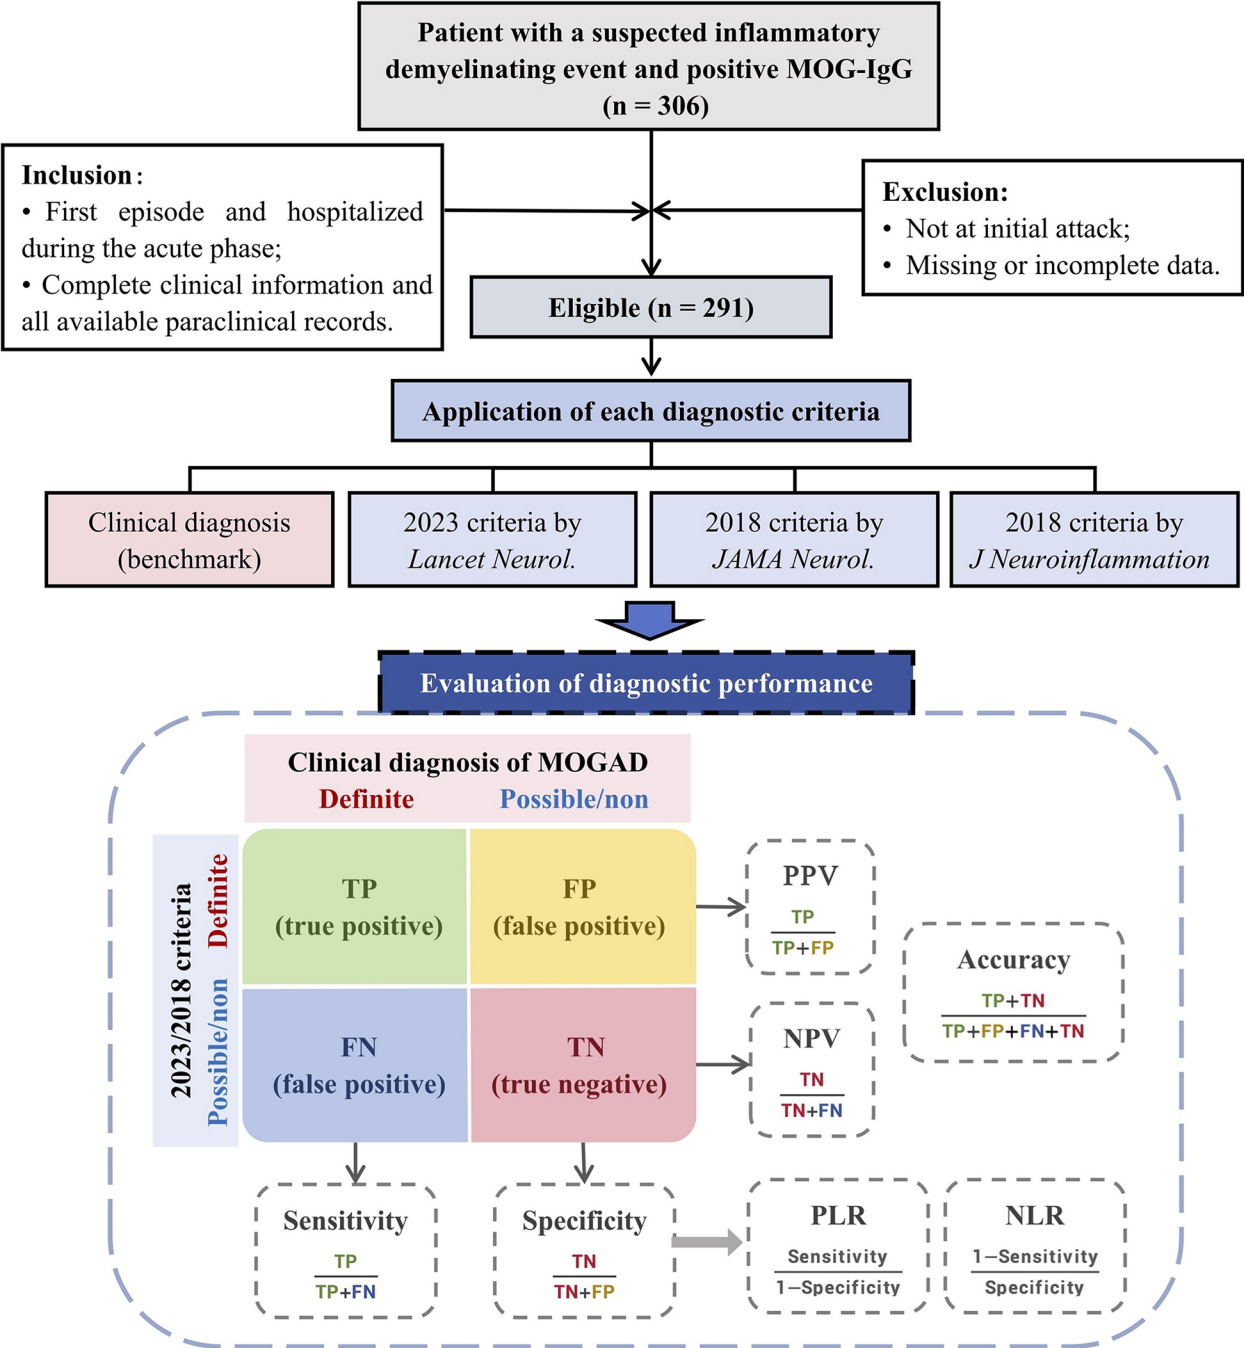 Patient with a suspected inflammatory
demyelinating event and positive MOG-IgG
(n = 306)
Inclusion:
• First episode and hospitalized
during the acute phase;
• Complete clinical information and
all available paraclinical records.
Exclusion:
• Not at initial attack;
• Missing or incomplete data.
Eligible (n = 291)
Application of each diagnostic criteria
Clinical diagnosis
(benchmark)
2023 criteria by
Lancet Neurol.
2018 criteria by
JAMA Neurol.
2018 criteria by
J Neuroinflammation
Evaluation of diagnostic performance
Clinical diagnosis of MOGAD
Definite Possible/non
2023/2018 criteria
Possible/non Definite
TP
(true positive)
FP
(false positive)
FN
(false positive)
TN
(true negative)
PPV
TP
TP+FP
NPV
TN
TN+FN
Accuracy
TP+TN
TP+FP+FN+TN
Sensitivity
TP
TP+FN
Specificity
TN
TN+FP
PLR
Sensitivity
1−Specificity
NLR
1−Sensitivity
Specificity